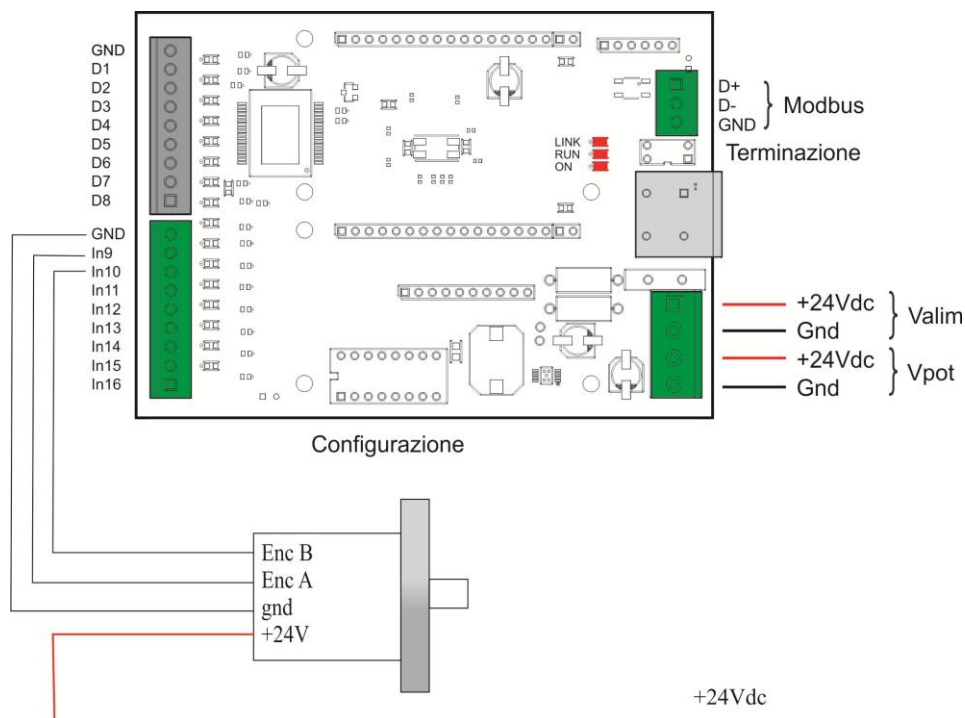 GND
D1
D2
D3
D4
D5
D6
D7
D8
GND
In9
In10
In11
In12
In13
In14
In15
In16
LINK
RUN
ON
D+
D-
GND
Modbus
Terminazione
+24Vdc
Gnd
Valim
+24Vdc
Gnd
Vpot
Configurazione
Enc B
Enc A
gnd
+24V
+24Vdc